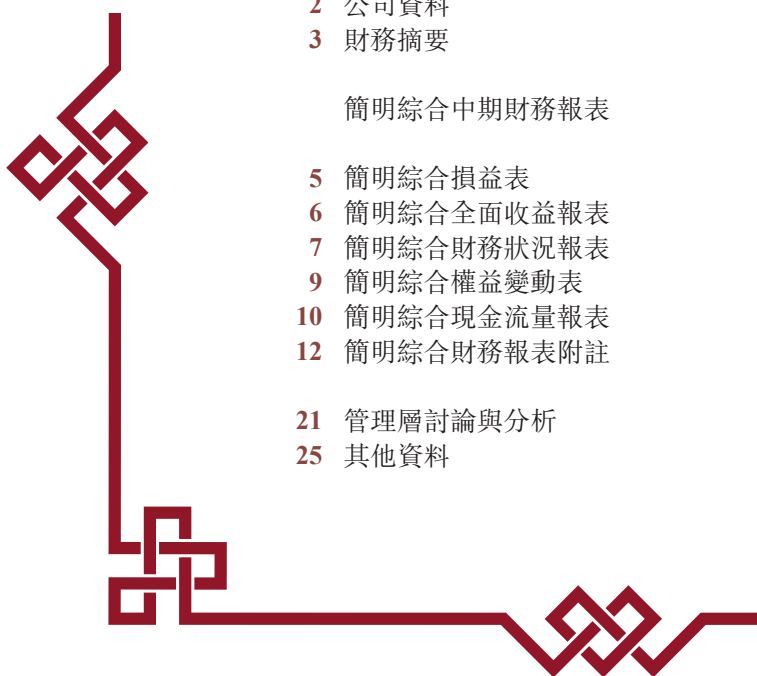 2 公司資料
3 財務摘要
簡明綜合中期財務報表
5 簡明綜合損益表
6 簡明綜合全面收益報表
7 簡明綜合財務狀況報表
9 簡明綜合權益變動表
10 簡明綜合現金流量報表
12 簡明綜合財務報表附註
21 管理層討論與分析
25 其他資料